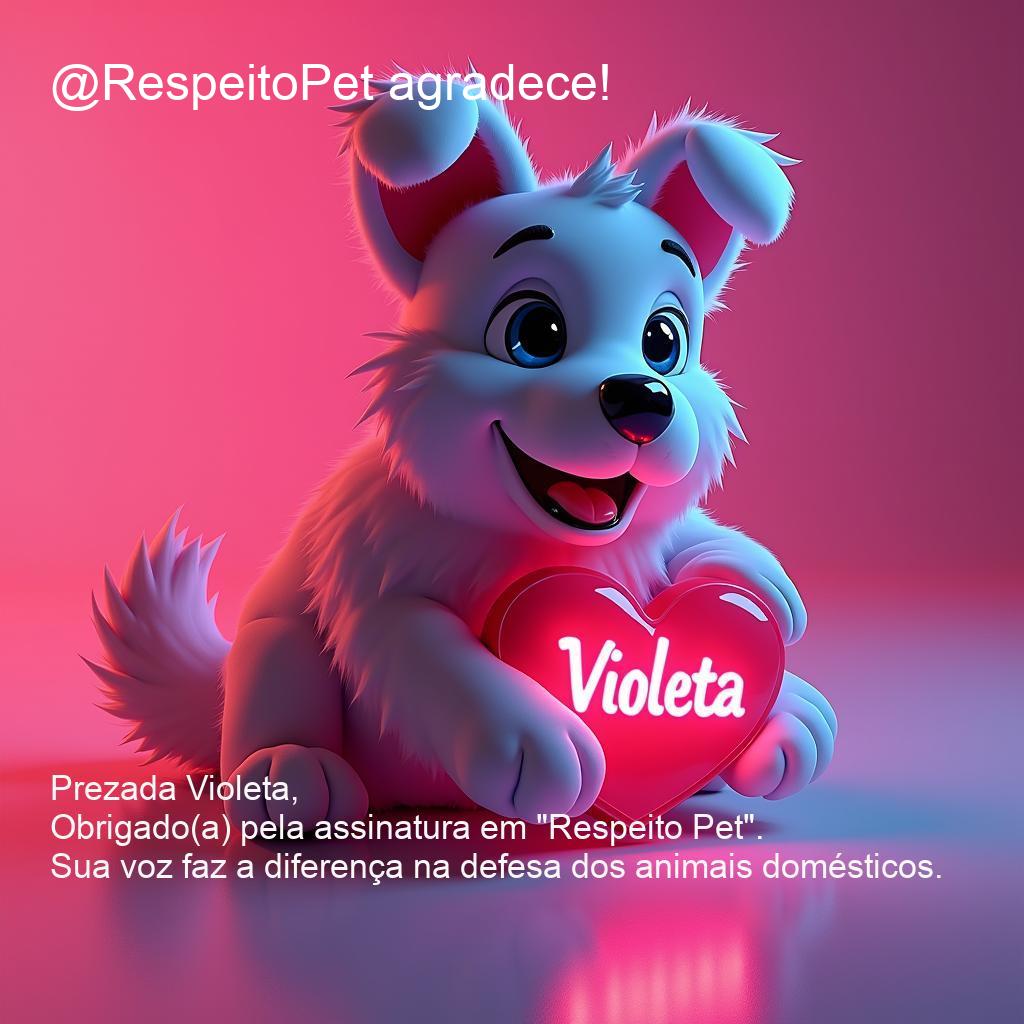 @RespeitoPet agradece!
Violeta
Prezada Violeta,
Obrigado(a) pela assinatura em "Respeito Pet".
Sua voz faz a diferença na defesa dos animais domésticos.